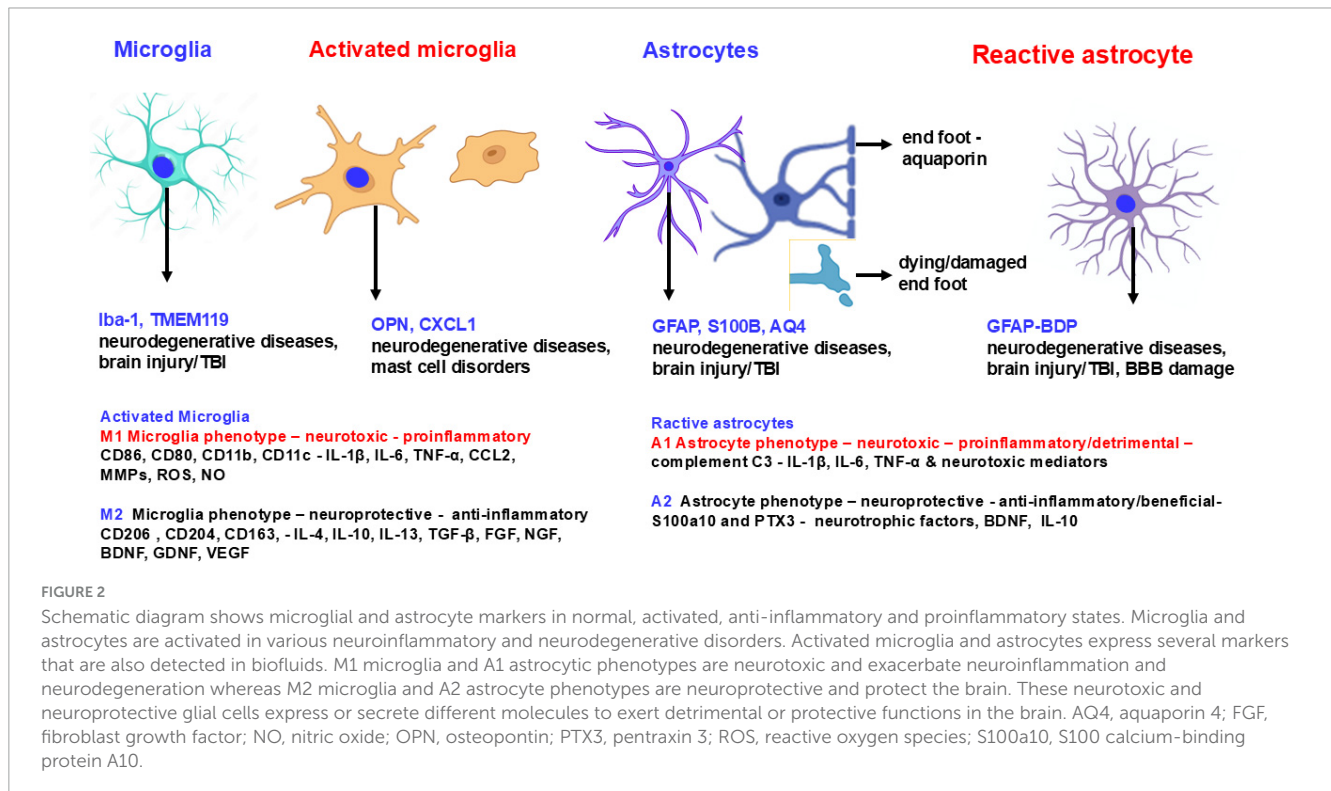 Microglia
Activated microglia
Astrocytes
Reactive astrocyte
end foot -
aquaporin
dying/damaged
end foot
Iba-1, TMEM119
neurodegenerative diseases,
brain injury/TBI
OPN, CXCL1
neurodegenerative diseases,
mast cell disorders
GFAP, S100B, AQ4
neurodegenerative diseases,
brain injury/TBI
GFAP-BDP
neurodegenerative diseases,
brain injury/TBI, BBB damage
Activated Microglia
M1 Microglia phenotype – neurotoxic - proinflammatory
CD86, CD80, CD11b, CD11c - IL-1β, IL-6, TNF-α, CCL2,
MMPs, ROS, NO
M2 Microglia phenotype – neuroprotective - anti-inflammatory
CD206 , CD204, CD163, - IL-4, IL-10, IL-13, TGF-β, FGF, NGF,
BDNF, GDNF, VEGF
Ractive astrocytes
A1 Astrocyte phenotype – neurotoxic – proinflammatory/detrimental –
complement C3 - IL-1β, IL-6, TNF-α & neurotoxic mediators
A2 Astrocyte phenotype – neuroprotective - anti-inflammatory/beneficial-
S100a10 and PTX3 - neurotrophic factors, BDNF, IL-10
FIGURE 2
Schematic diagram shows microglial and astrocyte markers in normal, activated, anti-inflammatory and proinflammatory states. Microglia and
astrocytes are activated in various neuroinflammatory and neurodegenerative disorders. Activated microglia and astrocytes express several markers
that are also detected in biofluids. M1 microglia and A1 astrocytic phenotypes are neurotoxic and exacerbate neuroinflammation and
neurodegeneration whereas M2 microglia and A2 astrocyte phenotypes are neuroprotective and protect the brain. These neurotoxic and
neuroprotective glial cells express or secrete different molecules to exert detrimental or protective functions in the brain. AQ4, aquaporin 4; FGF,
fibroblast growth factor; NO, nitric oxide; OPN, osteopontin; PTX3, pentraxin 3; ROS, reactive oxygen species; S100a10, S100 calcium-binding
protein A10.